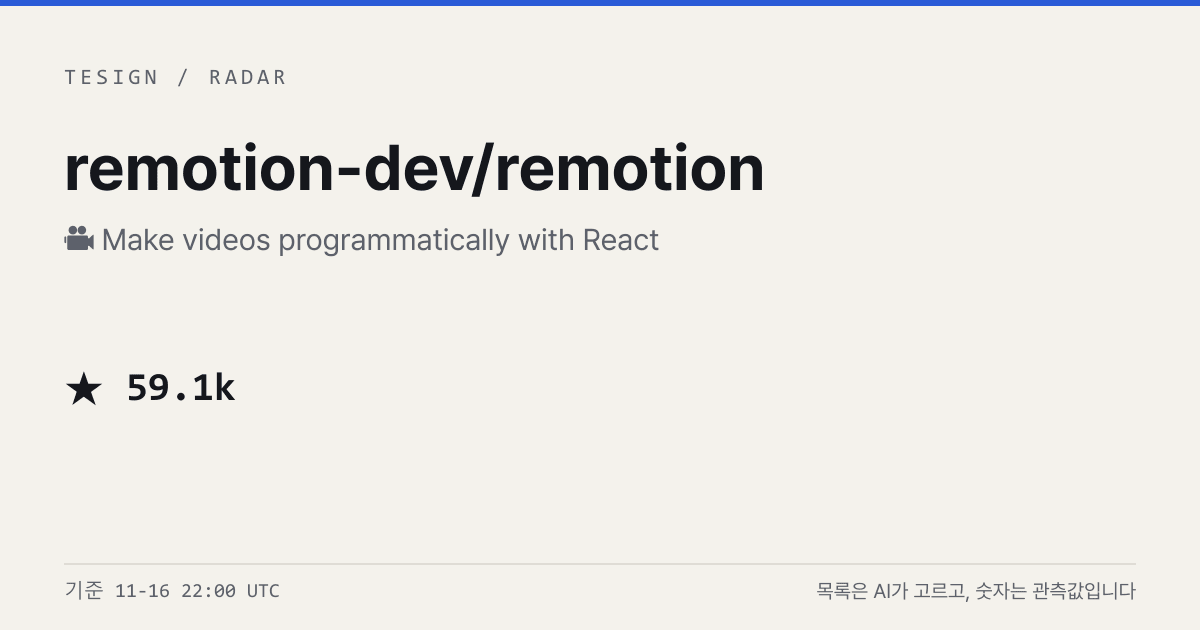 TESIGN / RADAR
remotion-dev/remotion
🎥 Make videos programmatically with React
★ 59.1k
기준 11-16 22:00 UTC
목록은 AI가 고르고, 숫자는 관측값입니다